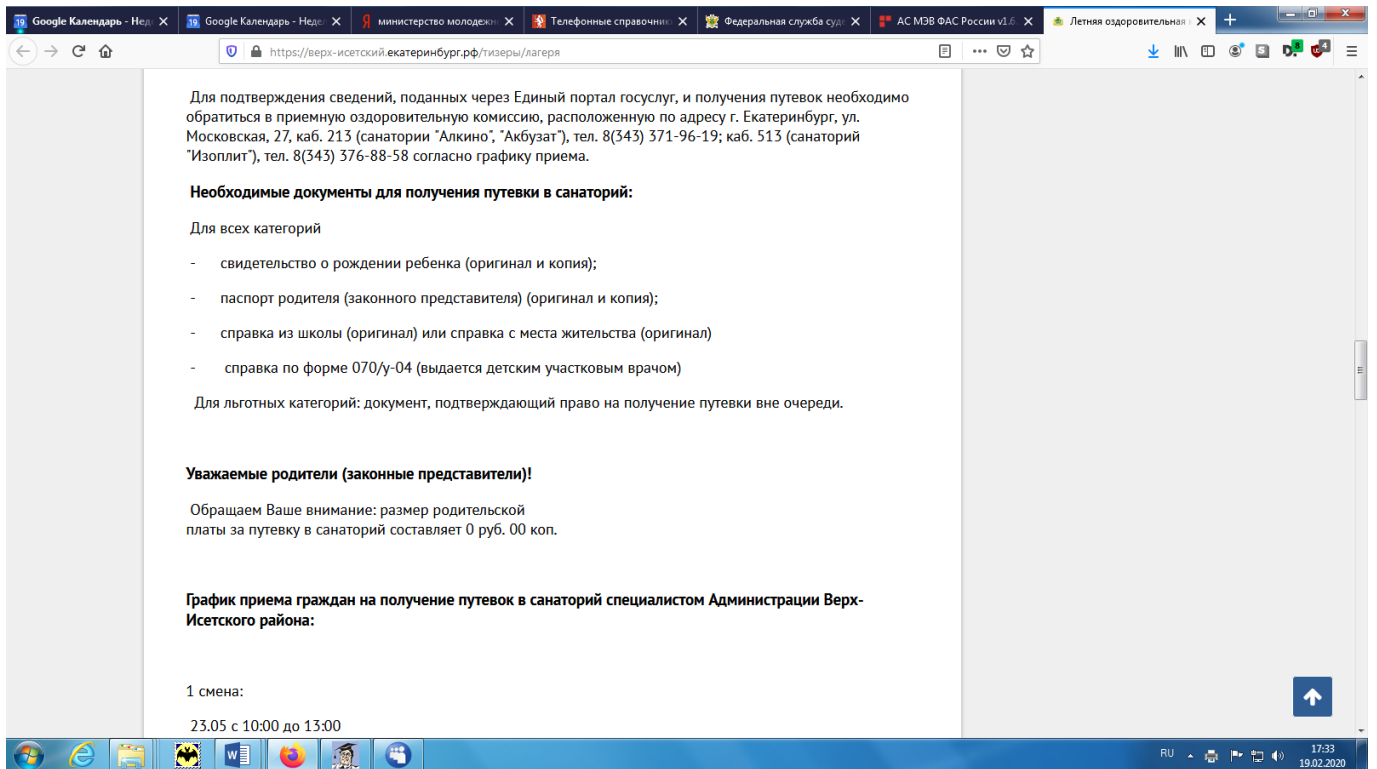 Google Календарь - Нед
Google Календарь - Недел
министерство молодежн
Телефонные справочник
Федеральная служба суде
АС МЭВ ФАС России v1.6.
Летняя оздоровительная
https://верх-исетский.екатеринбург.рф/тизеры/лагеря
Для подтверждения сведений, поданных через Единый портал госуслуг, и получения путевок необходимо
обратиться в приемную оздоровительную комиссию, расположенную по адресу г. Екатеринбург, ул.
Московская, 27, каб. 213 (санатории "Алкино", "Акбузат"), тел. 8(343) 371-96-19; каб. 513 (санаторий
"Изоплит"), тел. 8(343) 376-88-58 согласно графику приема.
Необходимые документы для получения путевки в санаторий:
Для всех категорий
- свидетельство о рождении ребенка (оригинал и копия);
- паспорт родителя (законного представителя) (оригинал и копия);
- справка из школы (оригинал) или справка с места жительства (оригинал)
- справка по форме 070/у-04 (выдается детским участковым врачом)
Для льготных категорий: документ, подтверждающий право на получение путевки вне очереди.
Уважаемые родители (законные представители)!
Обращаем Ваше внимание: размер родительской
платы за путевку в санаторий составляет 0 руб. 00 коп.
График приема граждан на получение путевок в санаторий специалистом Администрации Верх-
Исетского района:
1 смена:
23.05 с 10:00 до 13:00
RU
17:33
19.02.2020